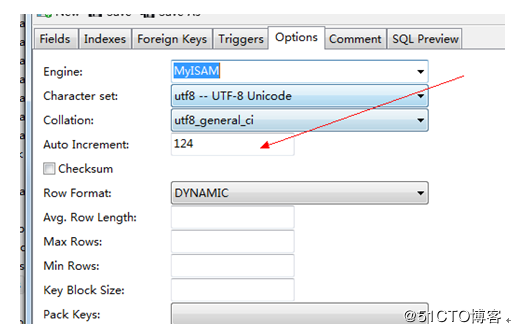 New Save Save As
Fields Indexes Foreign Keys Triggers Options Comment SQL Preview
Engine: MyISAM
Character set: utf8 -- UTF-8 Unicode
Collation: utf8_general_ci
Auto Increment: 124
Checksum
Row Format: DYNAMIC
Avg. Row Length:
Max Rows:
Min Rows:
Key Block Size:
Pack Keys:
@51CTO博客